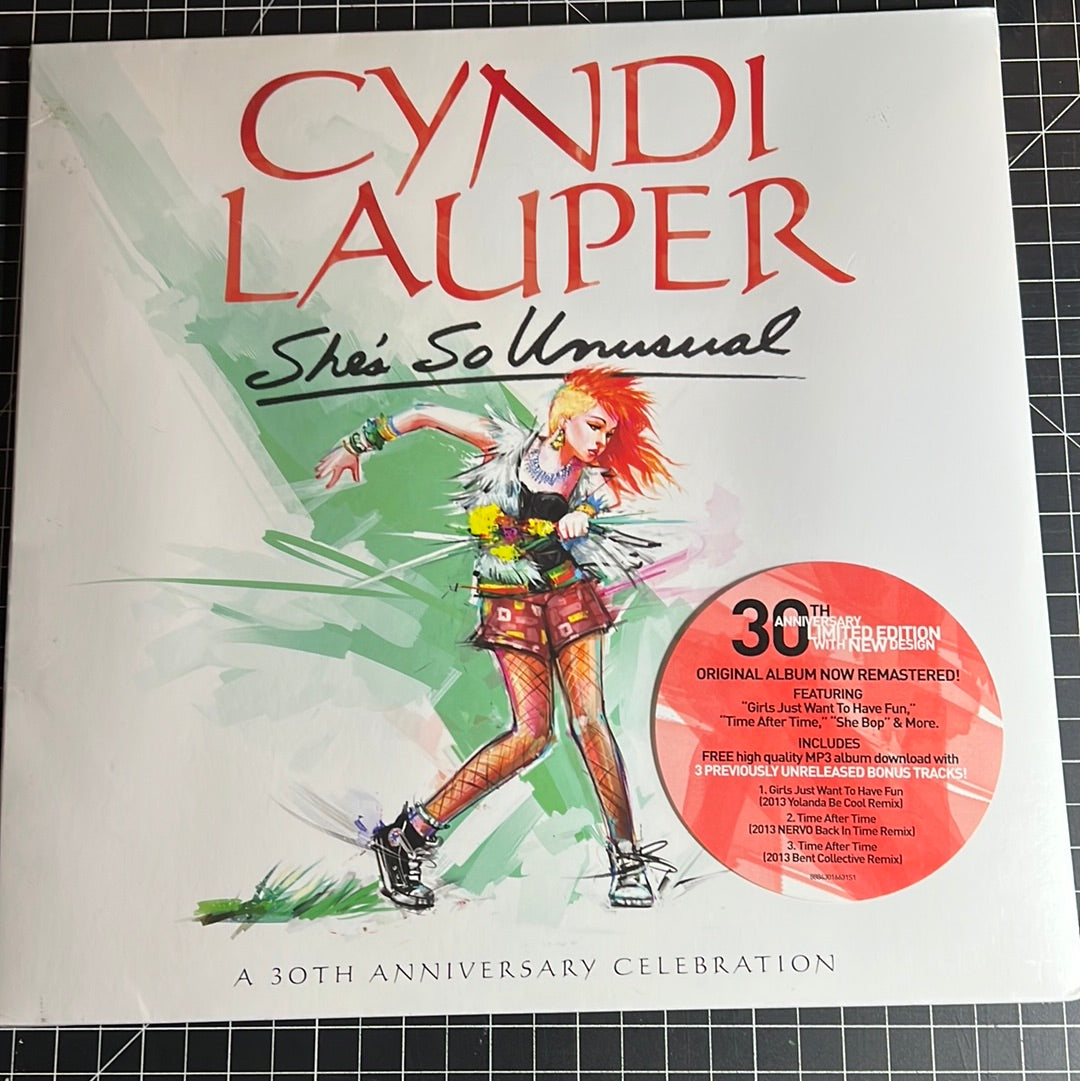 CYNDI
LAUPER
She's So Unusual
30TH
ANNIVERSARY
LIMITED EDITION
WITH NEW DESIGN
ORIGINAL ALBUM NOW REMASTERED!
FEATURING
"Girls Just Want To Have Fun,"
"Time After Time," "She Bop" & More.
INCLUDES
FREE high quality MP3 album download with
3 PREVIOUSLY UNRELEASED BONUS TRACKS!
1. Girls Just Want To Have Fun
(2013 Yolanda Be Cool Remix)
2. Time After Time
(2013 NERVO Back In Time Remix)
3. Time After Time
(2013 Bent Collective Remix)
A 30TH ANNIVERSARY CELEBRATION